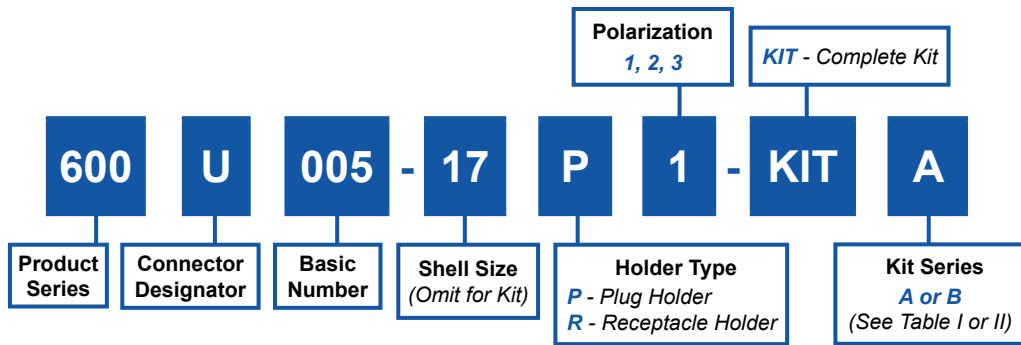 Polarization
1, 2, 3
KIT - Complete Kit
600 U 005 - 17 P 1 - KIT A
Product
Series
Connector
Designator
Basic
Number
Shell Size
(Omit for Kit)
Holder Type
P - Plug Holder
R - Receptacle Holder
Kit Series
A or B
(See Table I or II)